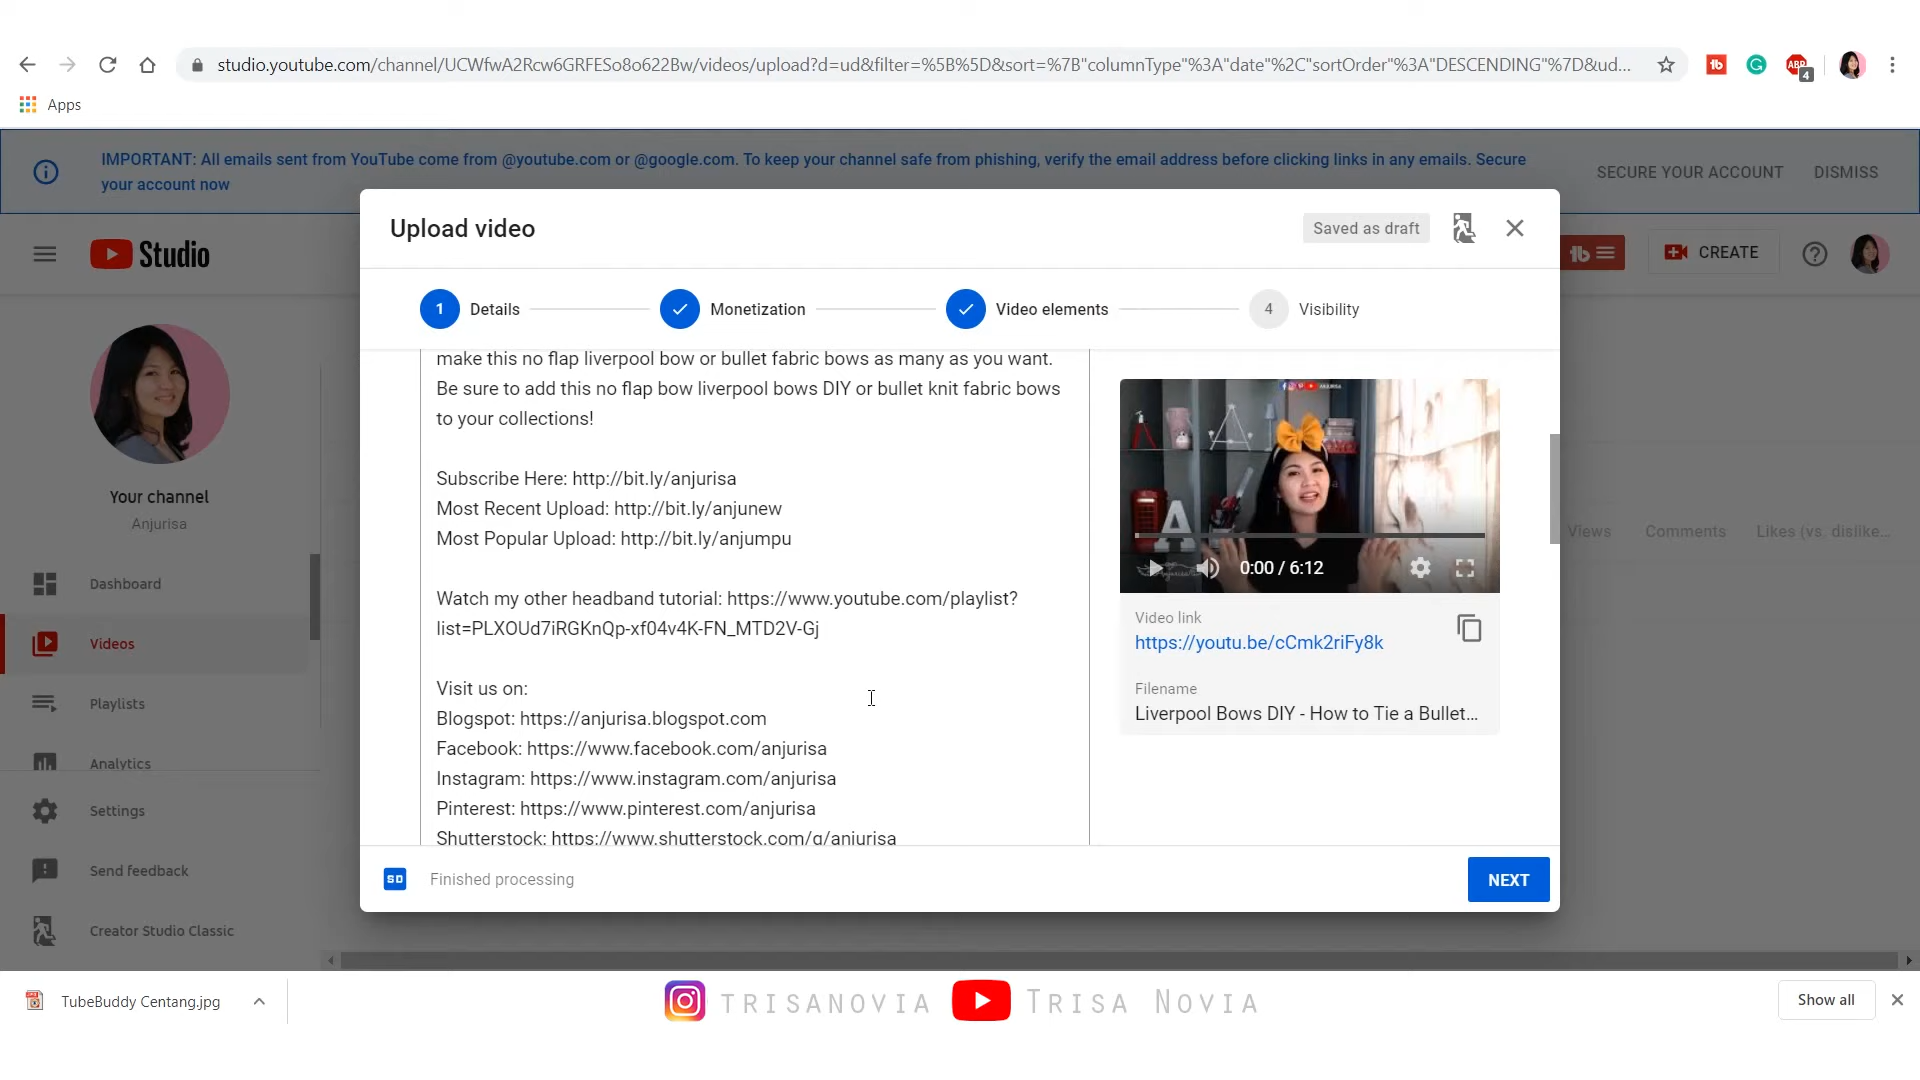 studio.youtube.com/channel/UCWfwA2Rcw6GRFESo8o622Bw/videos/upload?d=ud&filter=%5B%5D&sort=%7B"columnType"%3A"date"%2C"sortOrder"%3A"DESCENDING"%7D&ud...
ABP
4
Apps
IMPORTANT: All emails sent from YouTube come from @youtube.com or @google.com. To keep your channel safe from phishing, verify the email address before clicking links in any emails. Secure
your account now
SECURE YOUR ACCOUNT
DISMISS
Upload video
Saved as draft
Studio
CREATE
1
Details
Monetization
Video elements
4
Visibility
make this no flap liverpool bow or bullet fabric bows as many as you want.
Be sure to add this no flap bow liverpool bows DIY or bullet knit fabric bows
to your collections!
Subscribe Here: http://bit.ly/anjurisa
Most Recent Upload: http://bit.ly/anjunew
Most Popular Upload: http://bit.ly/anjumpu
Watch my other headband tutorial: https://www.youtube.com/playlist?
list=PLXOUd7iRGKnQp-xf04v4K-FN_MTD2V-Gj
Visit us on:
Blogspot: https://anjurisa.blogspot.com
Facebook: https://www.facebook.com/anjurisa
Instagram: https://www.instagram.com/anjurisa
Pinterest: https://www.pinterest.com/anjurisa
Shutterstock: https://www.shutterstock.com/g/anjurisa
ANJURISA
A
0:00 / 6:12
Video link
https://youtu.be/cCmk2riFy8k
Filename
Liverpool Bows DIY - How to Tie a Bullet...
Your channel
Anjurisa
Dashboard
Videos
Playlists
Analytics
Settings
Send feedback
Creator Studio Classic
Views
Comments
Likes (vs. dislike...
SD
Finished processing
NEXT
TubeBuddy Centang.jpg
TRISANOVIA
TRISA NOVIA
Show all